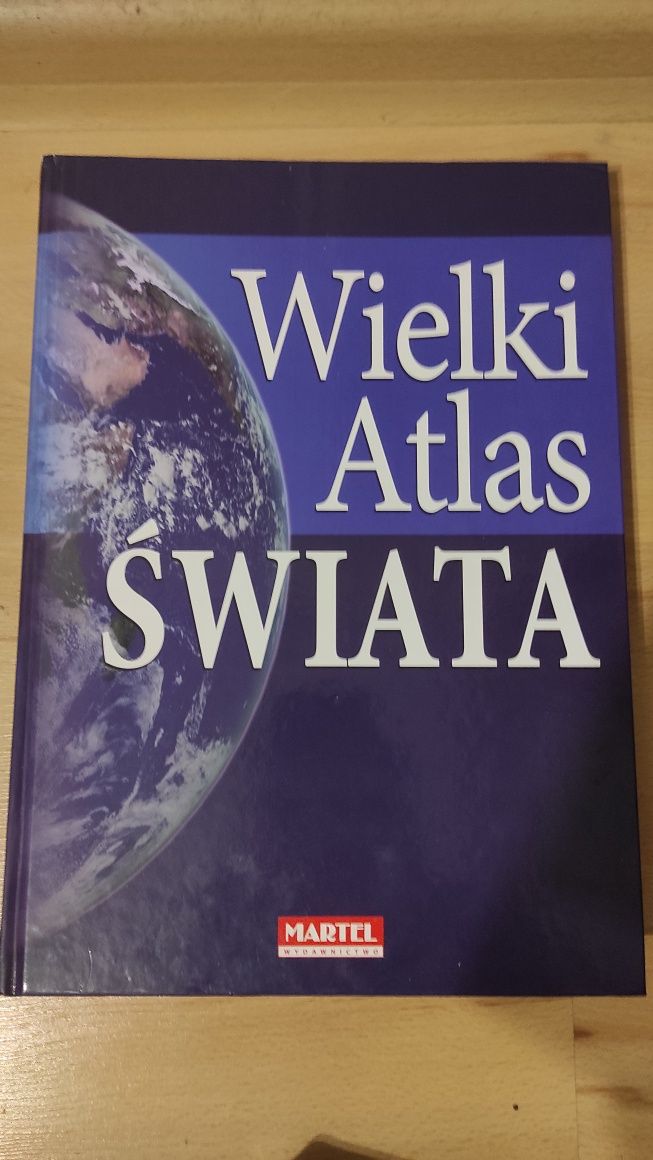 Wielki
Atlas
ŚWIATA
MARTEL
WYDAWNICTWO